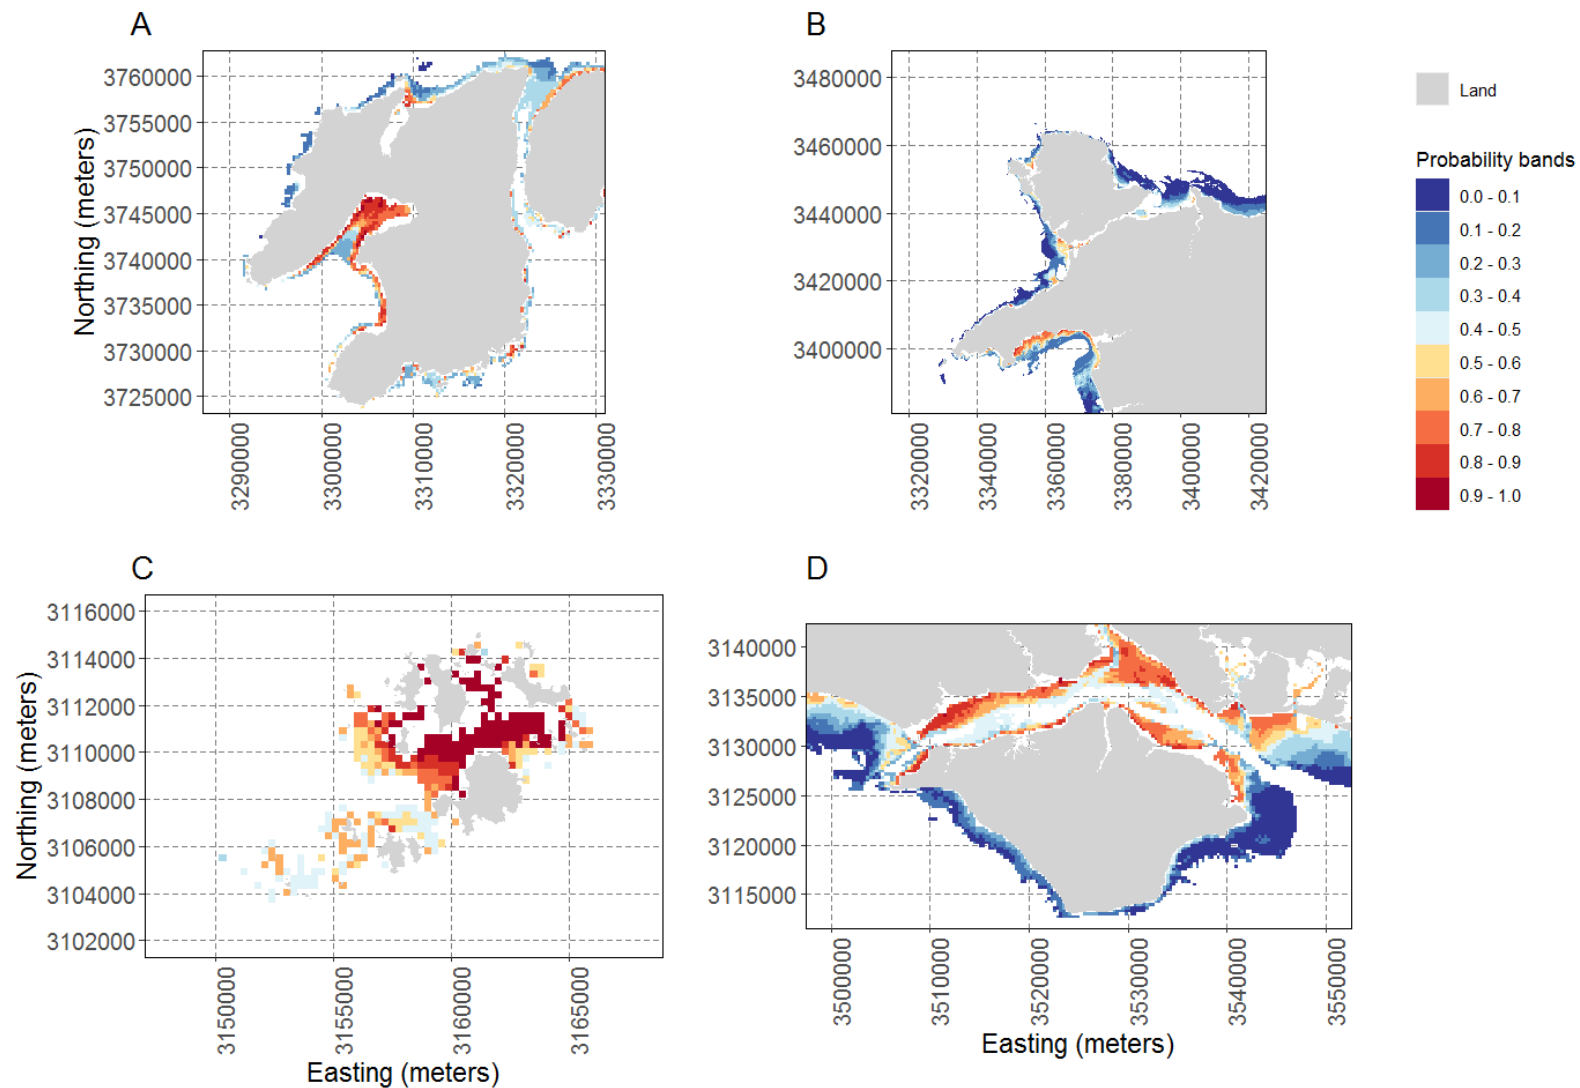 A
Northing (meters)
3760000
3755000
3750000
3745000
3740000
3735000
3730000
3725000
3290000
3300000
3310000
3320000
3330000
B
3480000
3460000
3440000
3420000
3400000
3320000
3340000
3360000
3380000
3400000
3420000
Land
Probability bands
0.0 - 0.1
0.1 - 0.2
0.2 - 0.3
0.3 - 0.4
0.4 - 0.5
0.5 - 0.6
0.6 - 0.7
0.7 - 0.8
0.8 - 0.9
0.9 - 1.0
C
Northing (meters)
3116000
3114000
3112000
3110000
3108000
3106000
3104000
3102000
3150000
3155000
3160000
3165000
Easting (meters)
D
3140000
3135000
3130000
3125000
3120000
3115000
3500000
3510000
3520000
3530000
3540000
3550000
Easting (meters)